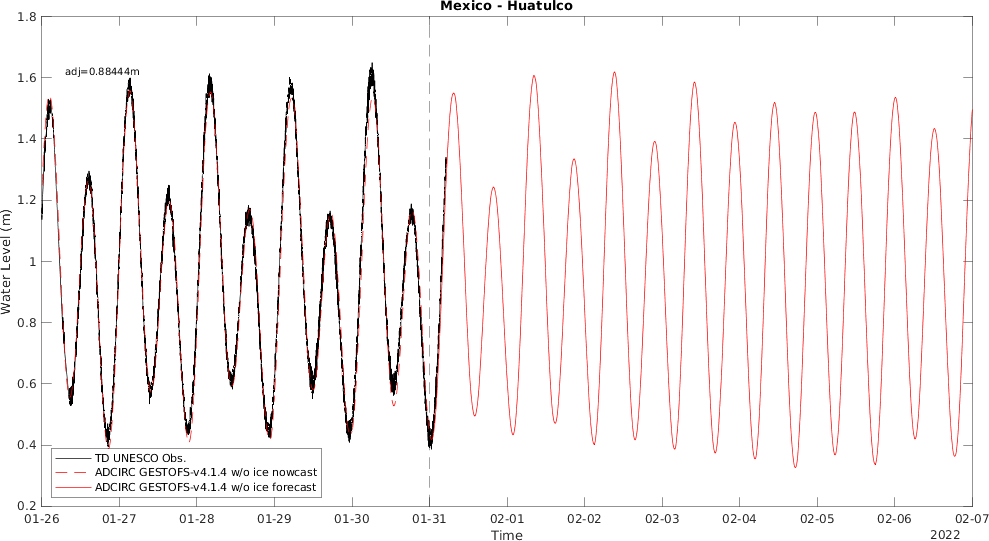 Mexico - Huatulco
adj=0.88444m
1.8
1.6
1.4
1.2
1
0.8
0.6
0.4
0.2
Water Level (m)
TD UNESCO Obs.
ADCIRC GESTOFS-v4.1.4 w/o ice nowcast
ADCIRC GESTOFS-v4.1.4 w/o ice forecast
01-26 01-27 01-28 01-29 01-30 01-31 02-01 02-02 02-03 02-04 02-05 02-06 02-07
Time
2022